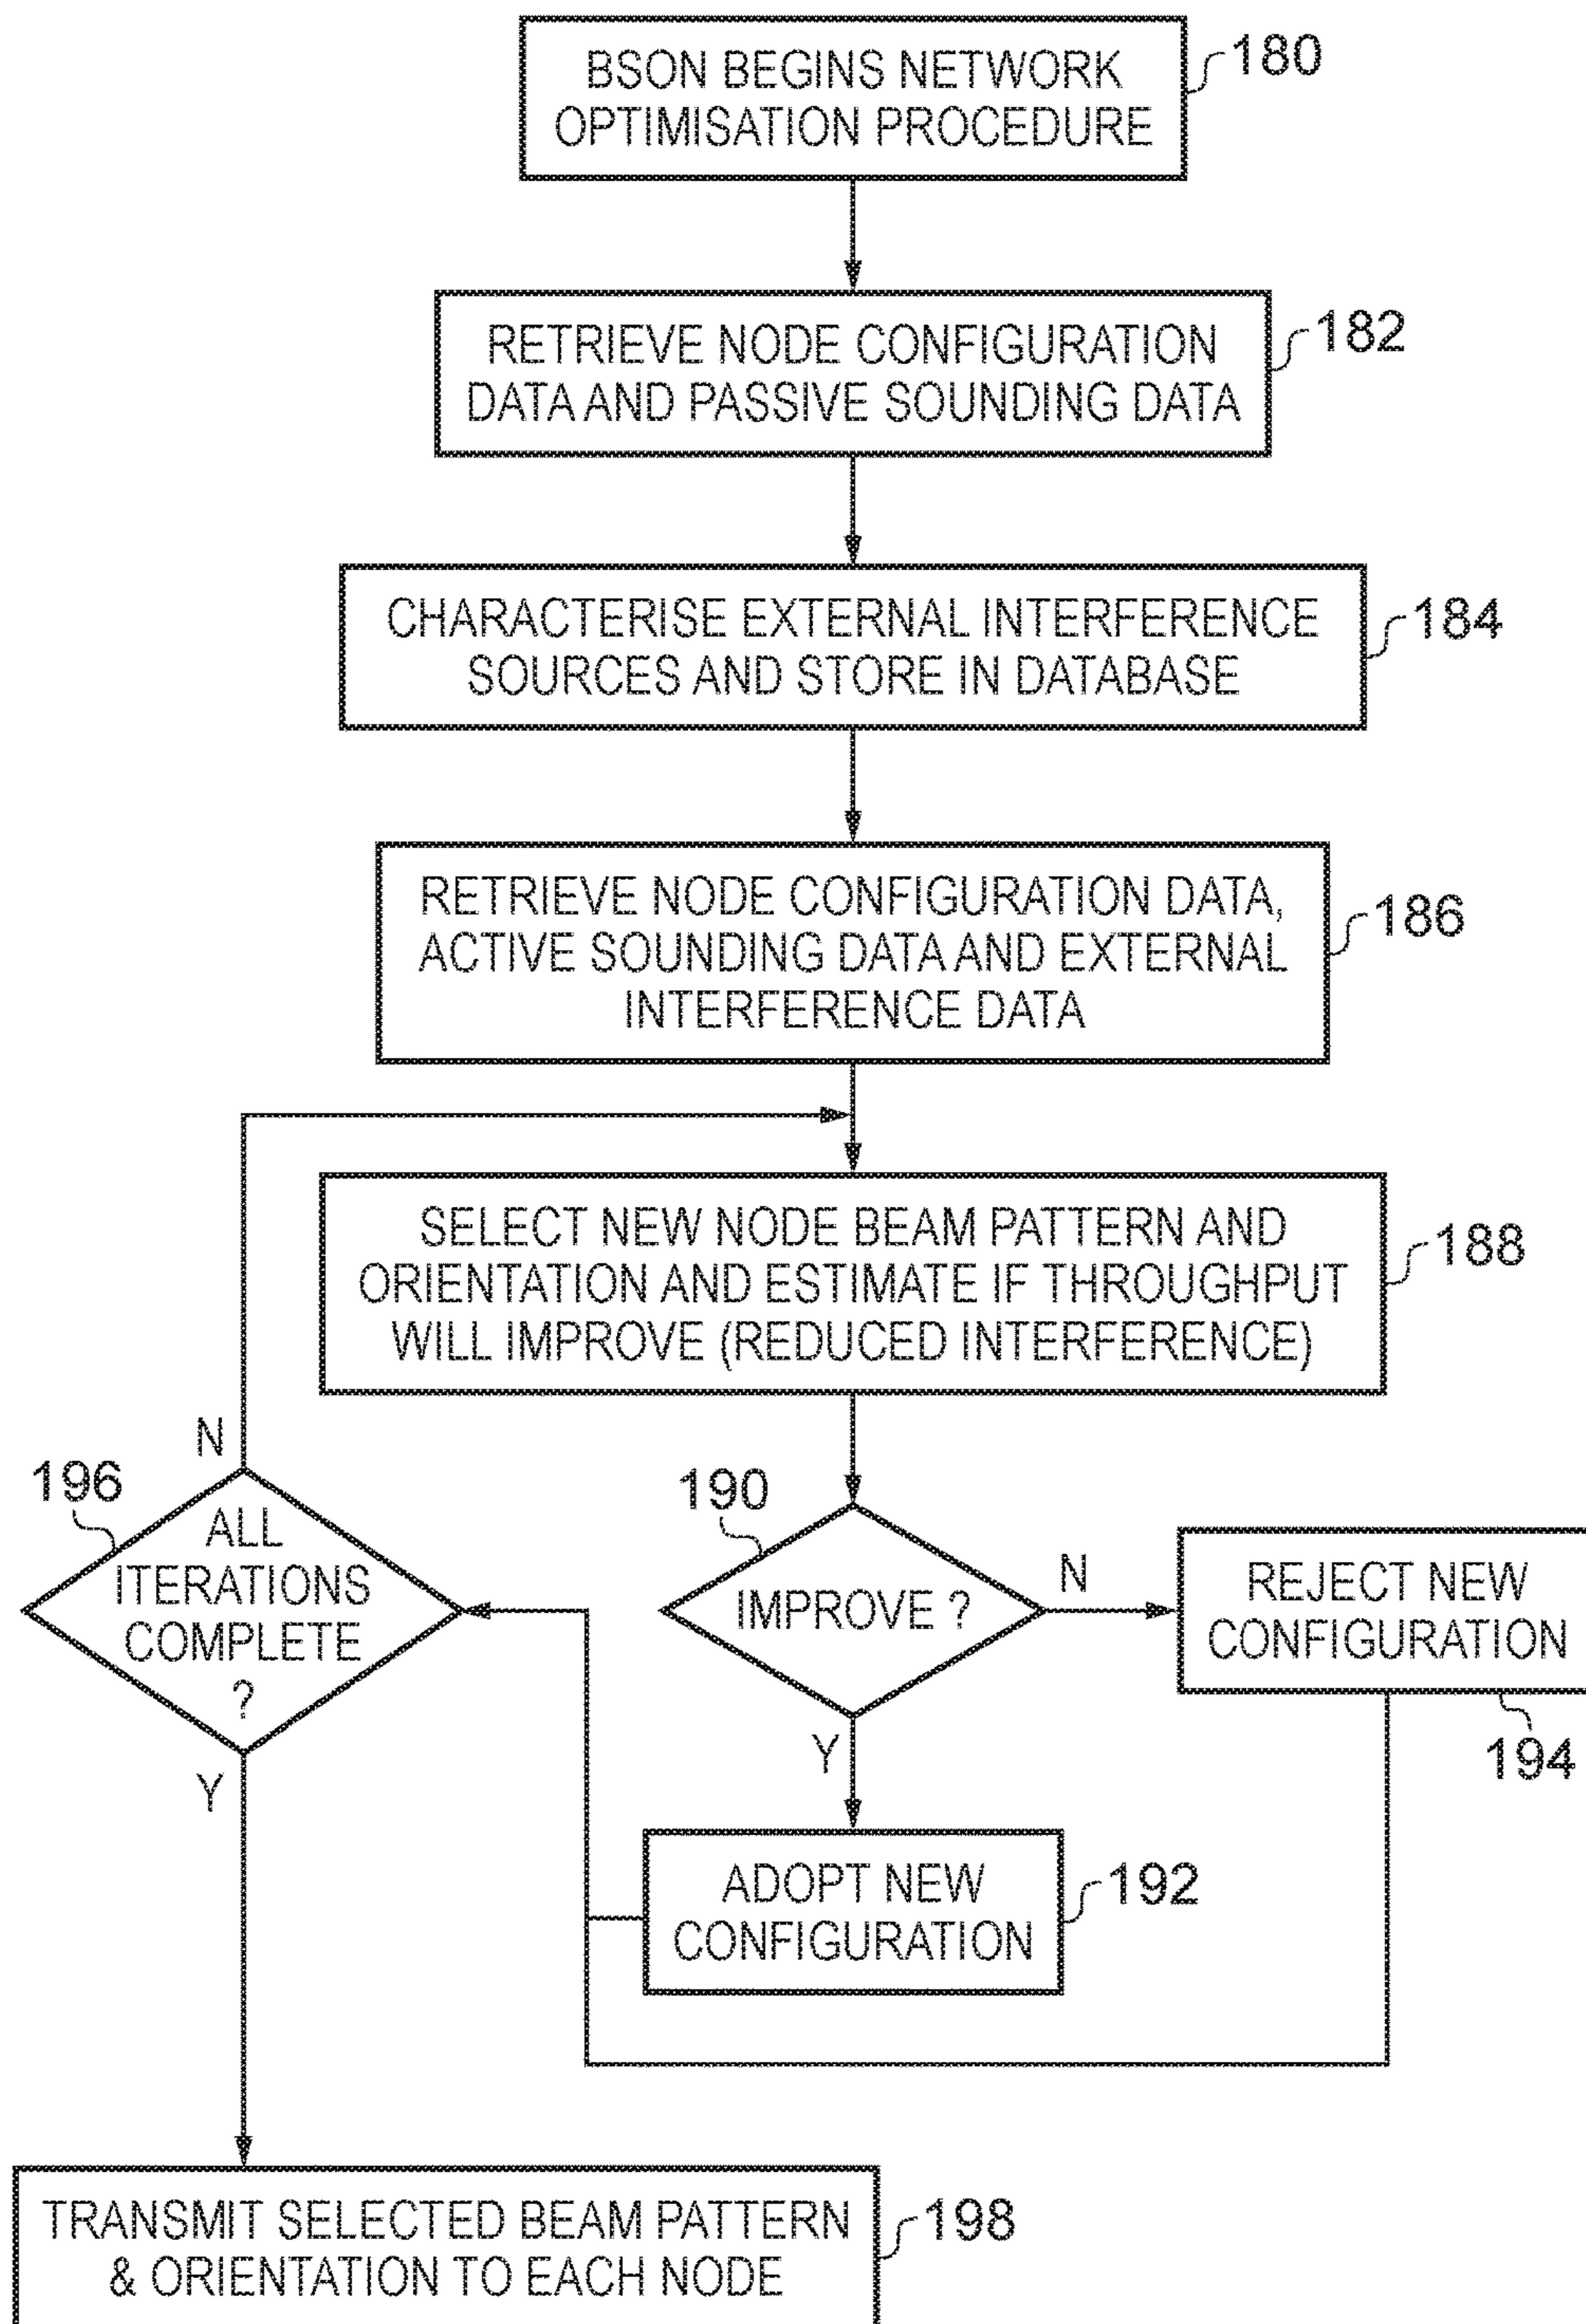 BSON BEGINS NETWORK
OPTIMISATION PROCEDURE
180
RETRIEVE NODE CONFIGURATION
DATA AND PASSIVE SOUNDING DATA
182
CHARACTERISE EXTERNAL INTERFERENCE
SOURCES AND STORE IN DATABASE
184
RETRIEVE NODE CONFIGURATION DATA,
ACTIVE SOUNDING DATA AND EXTERNAL
INTERFERENCE DATA
186
SELECT NEW NODE BEAM PATTERN AND
ORIENTATION AND ESTIMATE IF THROUGHPUT
WILL IMPROVE (REDUCED INTERFERENCE)
188
190
IMPROVE ?
N
Y
REJECT NEW
CONFIGURATION
194
ADOPT NEW
CONFIGURATION
192
196
N
ALL
ITERATIONS
COMPLETE
?
Y
TRANSMIT SELECTED BEAM PATTERN
& ORIENTATION TO EACH NODE
198